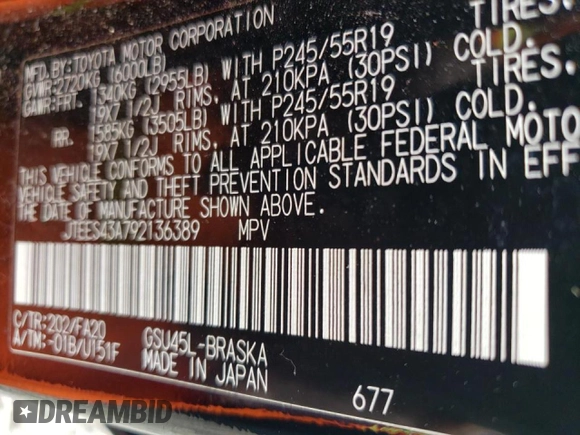 MFD. BY: TOYOTA MOTOR CORPORATION
GVWR: 2720KG (6000LB)
GAWR: FRT. 1340KG (2955LB) WITH P245/55R19 TIRES.
19X7 1/2J RIMS, AT 210KPA (30PSI) COLD.
RR. 1585KG (3505LB) WITH P245/55R19 TIRES.
19X7 1/2J RIMS, AT 210KPA (30PSI) COLD.
THIS VEHICLE CONFORMS TO ALL APPLICABLE FEDERAL MOTO
VEHICLE SAFETY AND THEFT PREVENTION STANDARDS IN EFF
DATE OF MANUFACTURE SHOWN ABOVE.
JTEES43A792136389 MPV
C/TR: 202/FA20
A/TM: -01B/U151F
GSU45L-BRASKA
MADE IN JAPAN
677
DREAMBID